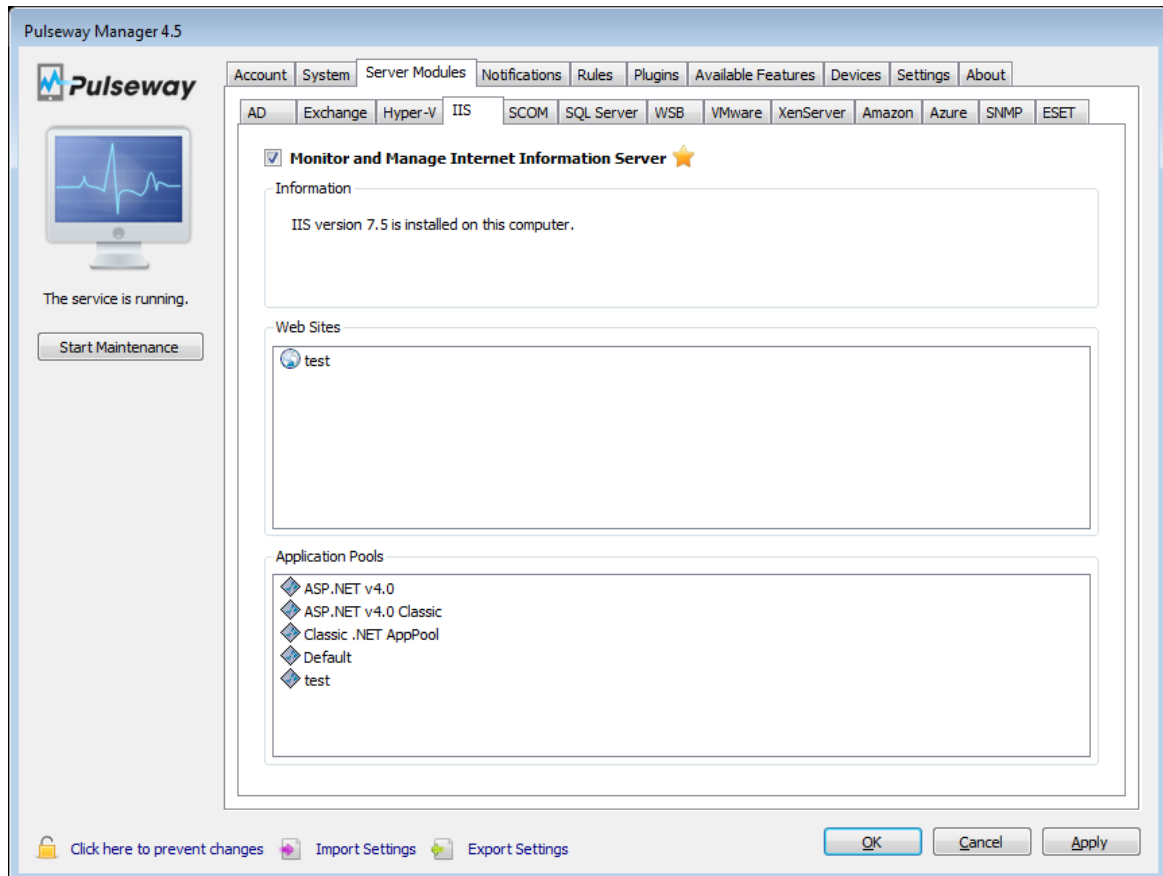 Pulseway Manager 4.5
Pulseway
Account System Server Modules Notifications Rules Plugins Available Features Devices Settings About
AD Exchange Hyper-V IIS SCOM SQL Server WSB VMware XenServer Amazon Azure SNMP ESET
Monitor and Manage Internet Information Server
Information
IIS version 7.5 is installed on this computer.
The service is running.
Start Maintenance
Web Sites
test
Application Pools
ASP.NET v4.0
ASP.NET v4.0 Classic
Classic .NET AppPool
Default
test
Click here to prevent changes Import Settings Export Settings
OK Cancel Apply